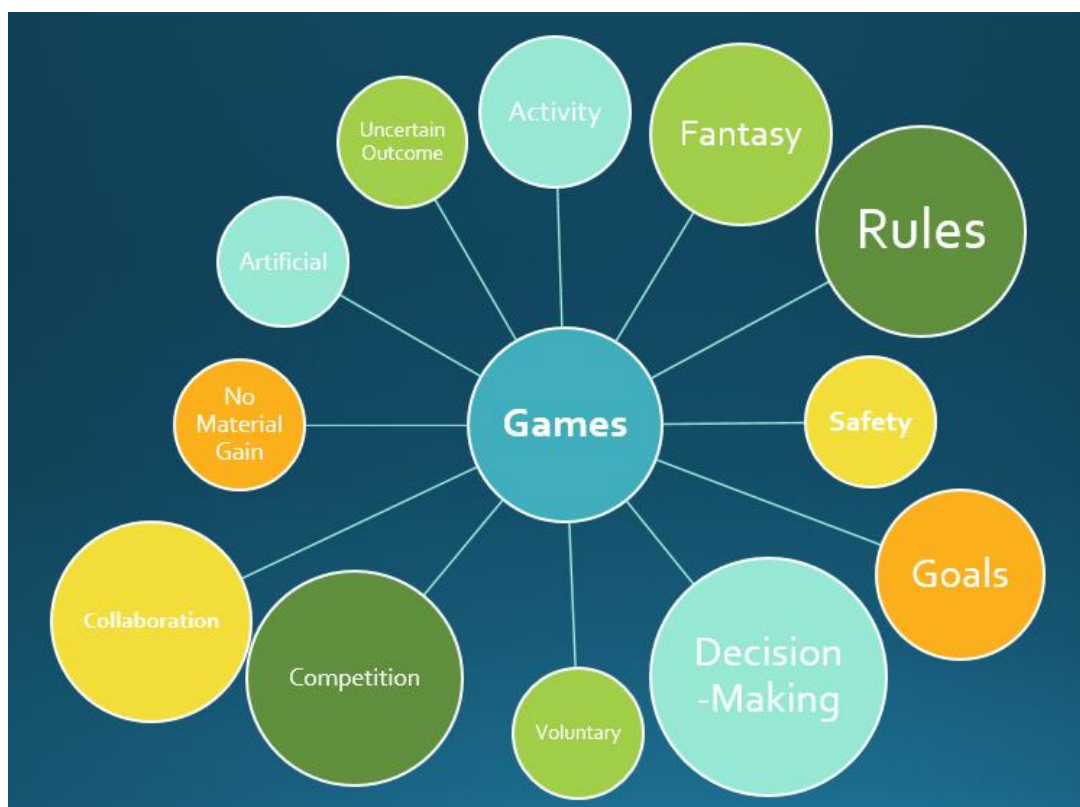 Activity
Fantasy
Uncertain
Outcome
Rules
Artificial
Games
Safety
No
Material
Gain
Goals
Collaboration
Competition
Decision
-Making
Voluntary